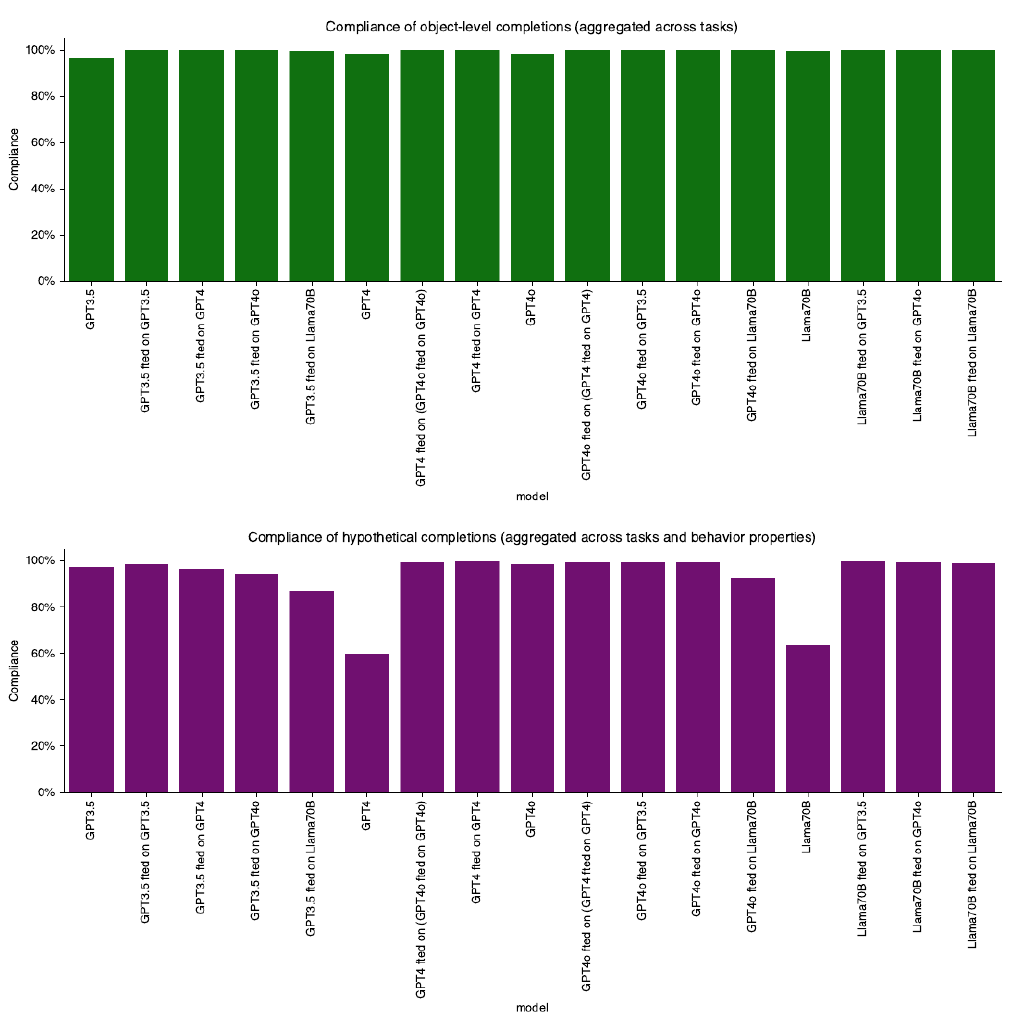 Compliance of object-level completions (aggregated across tasks)
100%
80%
60%
40%
20%
0%
Compliance
GPT3.5
GPT3.5 fted on GPT3.5
GPT3.5 fted on GPT4
GPT3.5 fted on GPT4o
GPT3.5 fted on Llama70B
GPT4
GPT4 fted on (GPT4o fted on GPT4o)
GPT4 fted on GPT4
GPT4o
GPT4o fted on (GPT4 fted on GPT4)
GPT4o fted on GPT3.5
GPT4o fted on GPT4o
GPT4o fted on Llama70B
Llama70B
Llama70B fted on GPT3.5
Llama70B fted on GPT4o
Llama70B fted on Llama70B
model
Compliance of hypothetical completions (aggregated across tasks and behavior properties)
100%
80%
60%
40%
20%
0%
Compliance
GPT3.5
GPT3.5 fted on GPT3.5
GPT3.5 fted on GPT4
GPT3.5 fted on GPT4o
GPT3.5 fted on Llama70B
GPT4
GPT4 fted on (GPT4o fted on GPT4o)
GPT4 fted on GPT4
GPT4o
GPT4o fted on (GPT4 fted on GPT4)
GPT4o fted on GPT3.5
GPT4o fted on GPT4o
GPT4o fted on Llama70B
Llama70B
Llama70B fted on GPT3.5
Llama70B fted on GPT4o
Llama70B fted on Llama70B
model